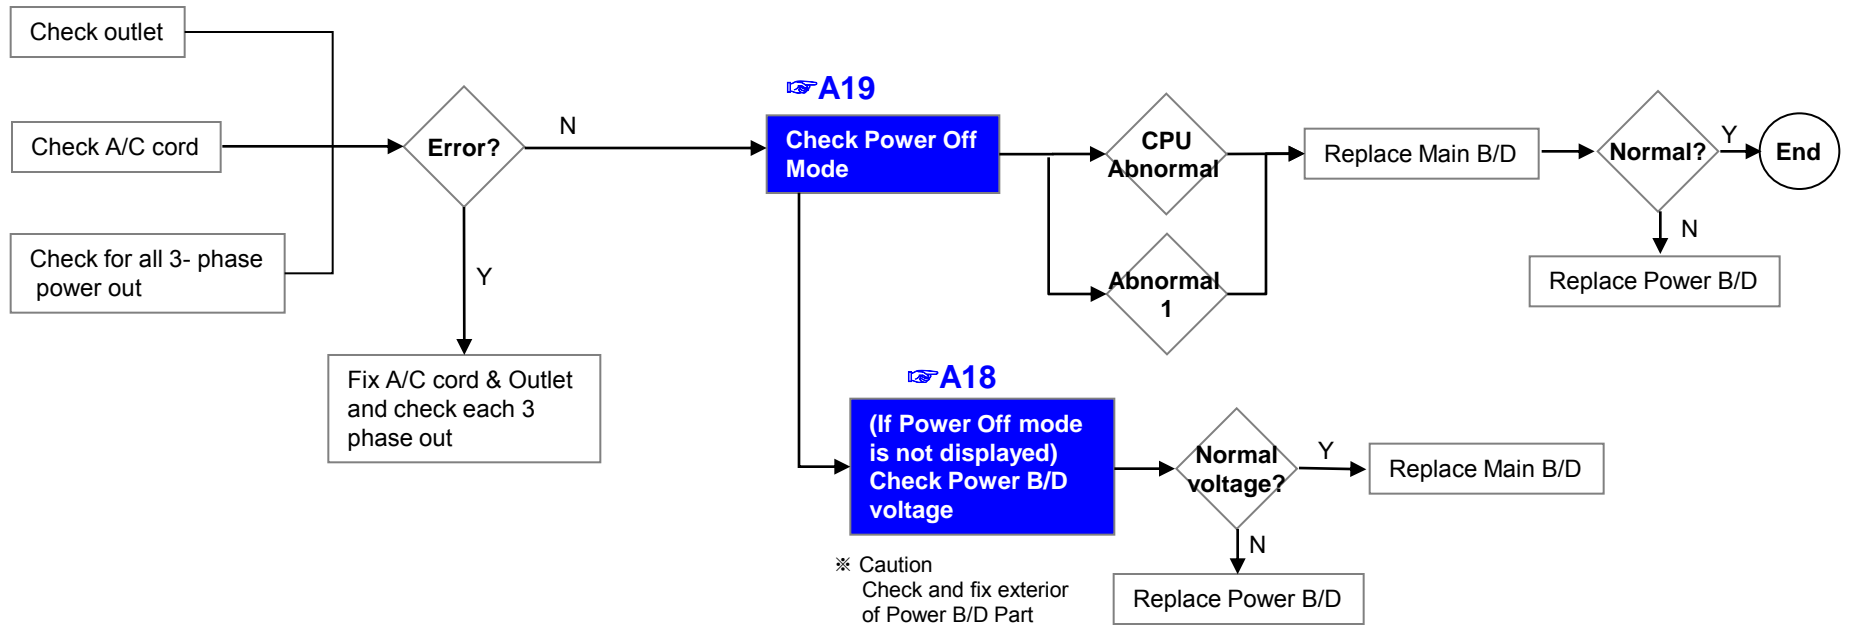 Check outlet
Check A/C cord
Check for all 3- phase
power out
Error?
N
Y
Fix A/C cord & Outlet
and check each 3
phase out
☞A19
Check Power Off
Mode
CPU
Abnormal
Abnormal
1
Replace Main B/D
Normal?
Y
End
N
Replace Power B/D
☞A18
(If Power Off mode
is not displayed)
Check Power B/D
voltage
Normal
voltage?
Y
Replace Main B/D
N
Replace Power B/D
※ Caution
Check and fix exterior
of Power B/D Part